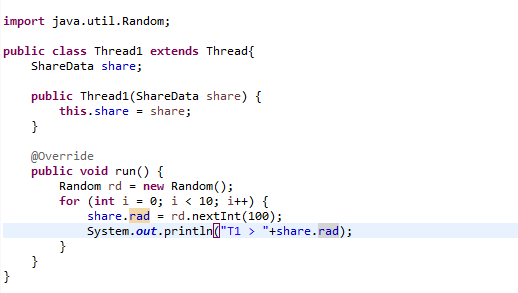 import java.util.Random;
public class Thread1 extends Thread{
ShareData share;
public Thread1(ShareData share) {
this.share = share;
}
@Override
public void run() {
Random rd = new Random();
for (int i = 0; i < 10; i++) {
share.rad = rd.nextInt(100);
System.out.println("T1 > "+share.rad);
}
}
}